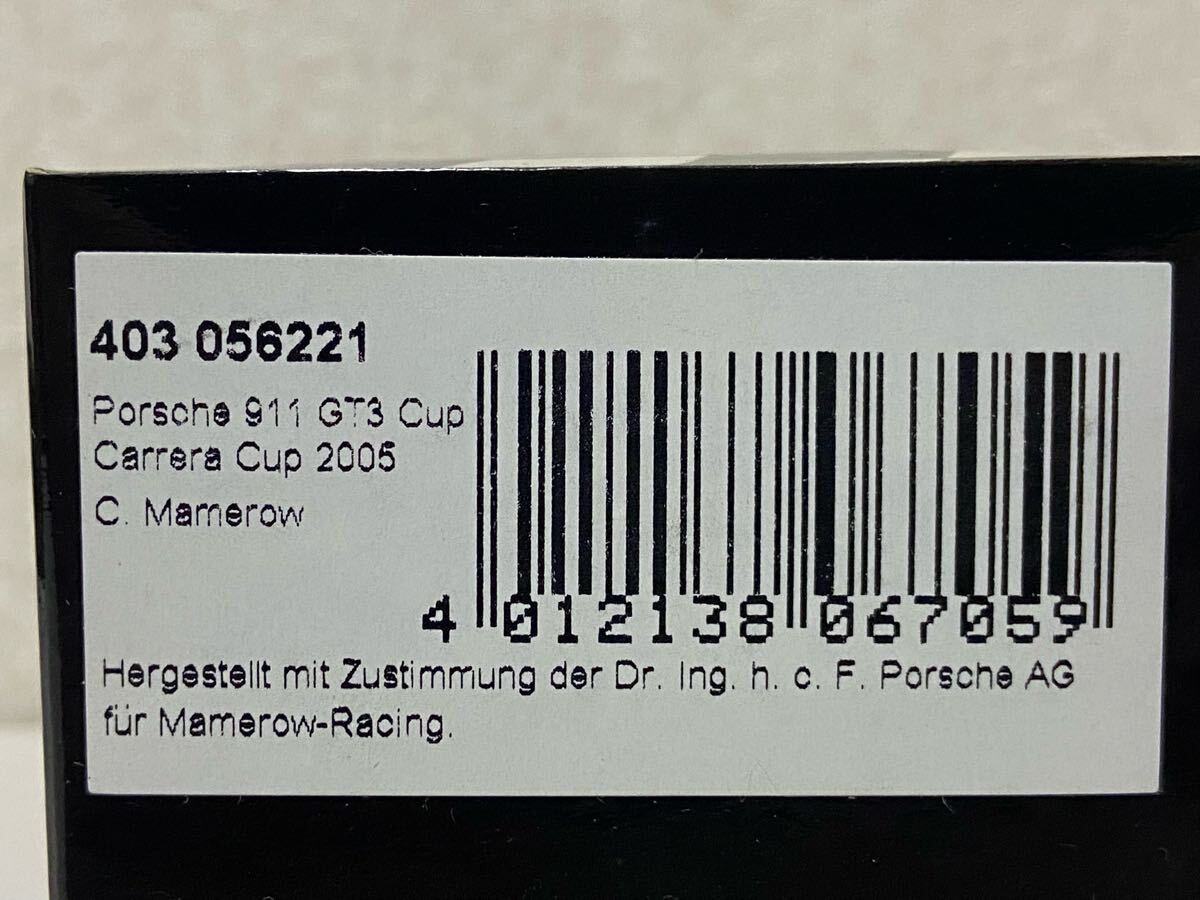 403 056221
Porsche 911 GT3 Cup
Carrera Cup 2005
C. Mamerow
4 012138 067059
Hergestellt mit Zustimmung der Dr. Ing. h. c. F. Porsche AG
für Mamerow-Racing.